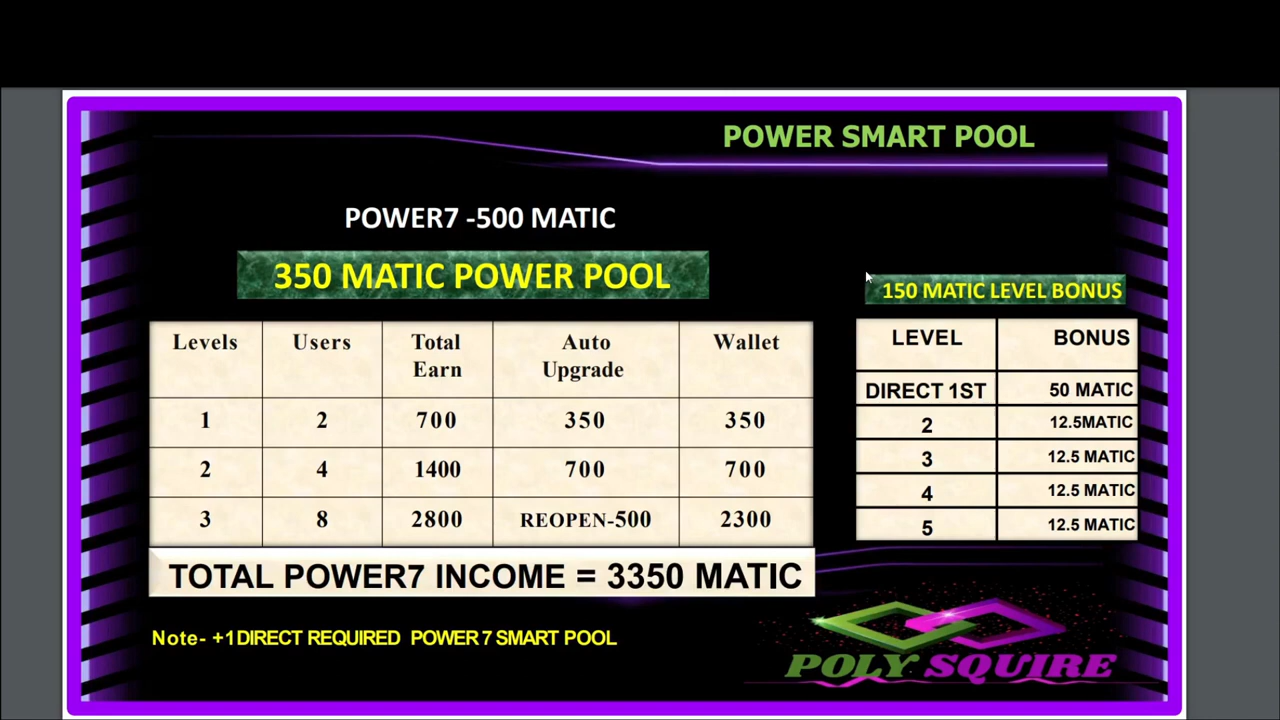 POWER SMART POOL
POWER7 -500 MATIC
350 MATIC POWER POOL
Levels Users Total Earn Auto Upgrade Wallet
1 2 700 350 350
2 4 1400 700 700
3 8 2800 REOPEN-500 2300
TOTAL POWER7 INCOME = 3350 MATIC
Note- +1 DIRECT REQUIRED POWER 7 SMART POOL
150 MATIC LEVEL BONUS
LEVEL BONUS
DIRECT 1ST 50 MATIC
2 12.5MATIC
3 12.5 MATIC
4 12.5 MATIC
5 12.5 MATIC
POLY SQUIRE